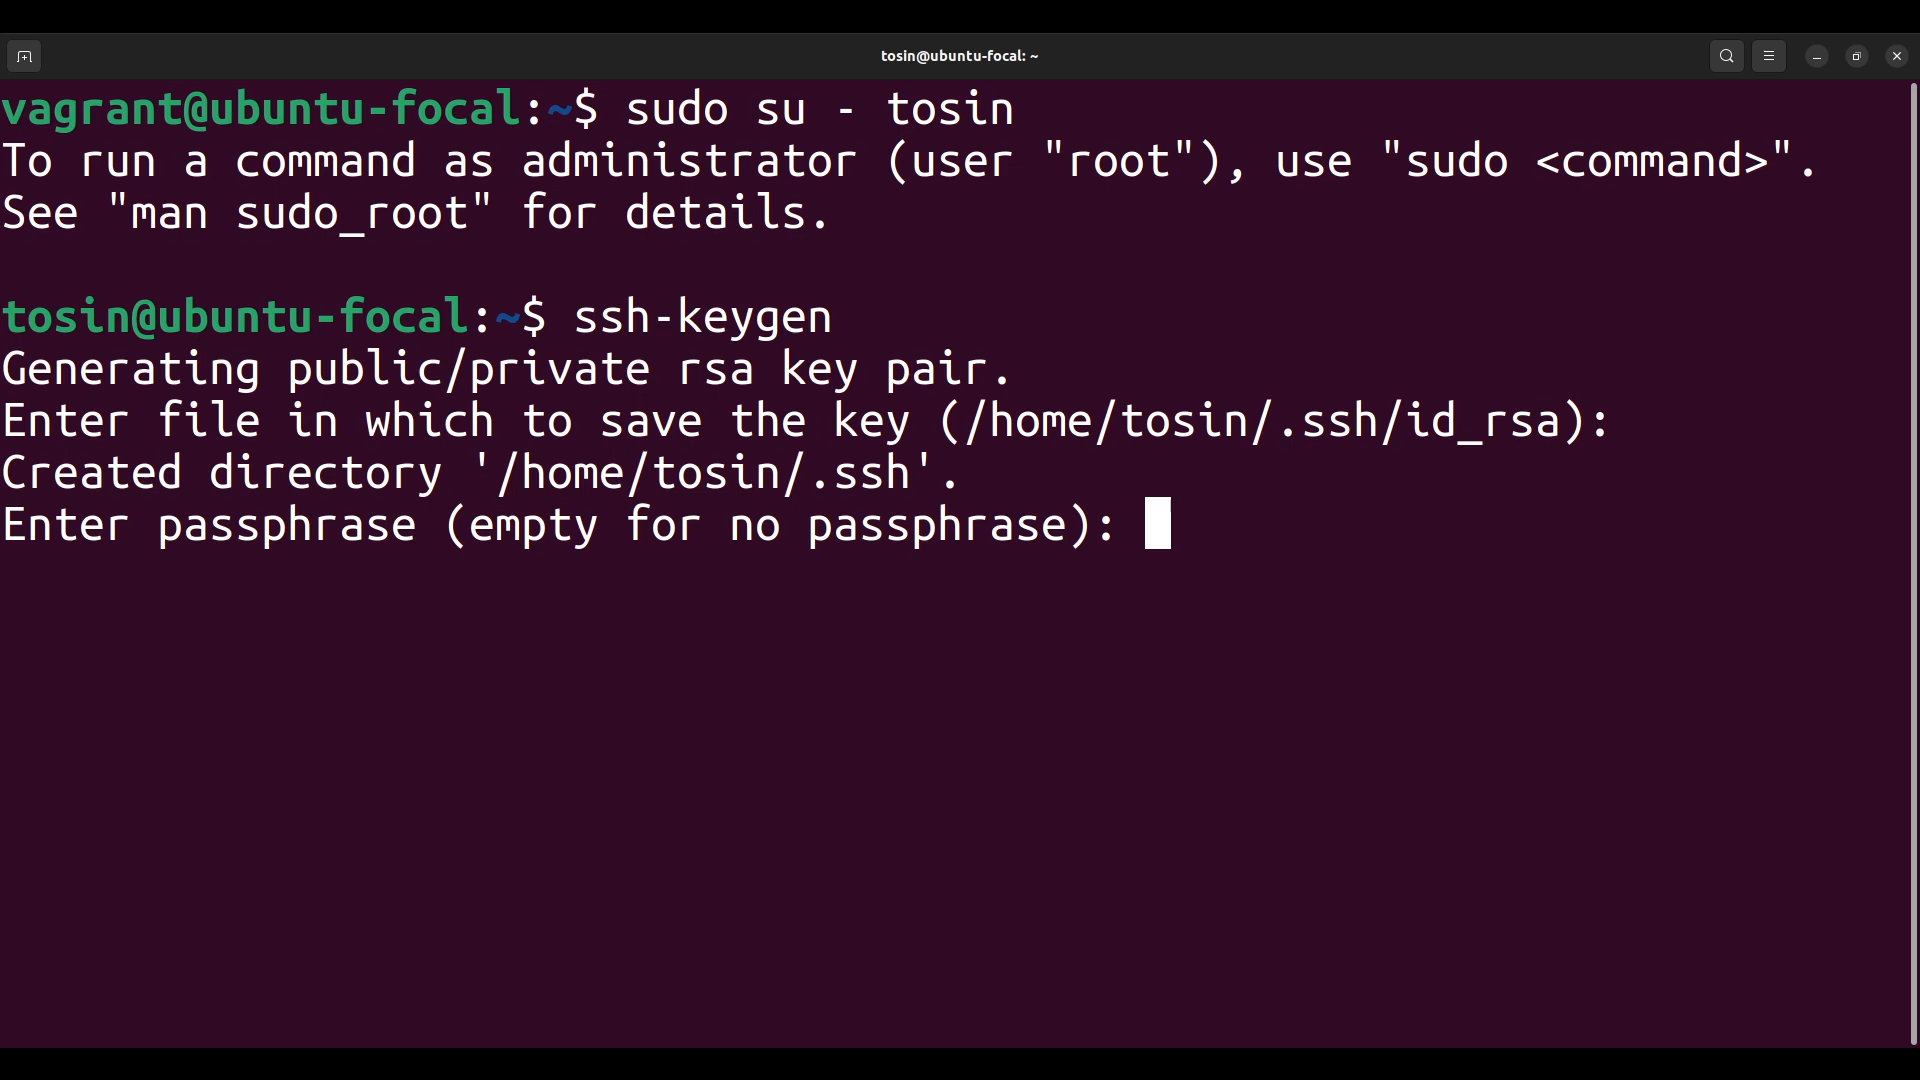 tosin@ubuntu-focal: ~
vagrant@ubuntu-focal:~$ sudo su - tosin
To run a command as administrator (user "root"), use "sudo <command>".
See "man sudo_root" for details.
tosin@ubuntu-focal:~$ ssh-keygen
Generating public/private rsa key pair.
Enter file in which to save the key (/home/tosin/.ssh/id_rsa):
Created directory '/home/tosin/.ssh'.
Enter passphrase (empty for no passphrase):